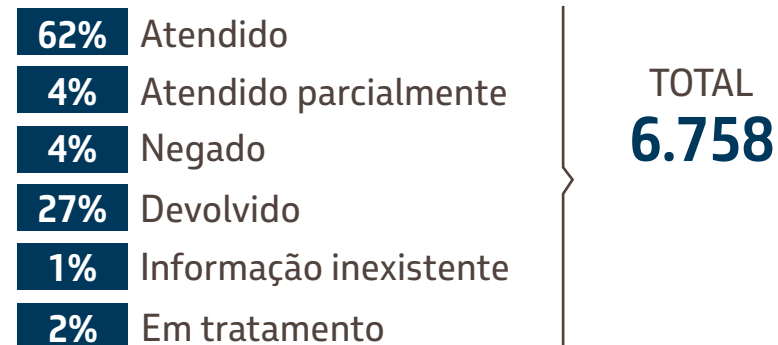 62% Atendido
4% Atendido parcialmente
4% Negado
27% Devolvido
1% Informação inexistente
2% Em tratamento
TOTAL
6.758